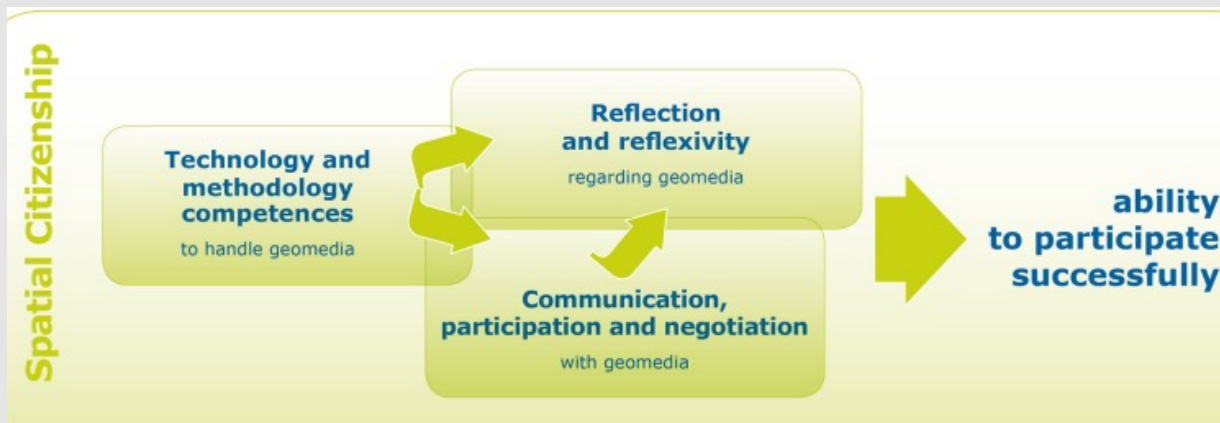 Spatial Citizenship
Technology and
methodology
competences
to handle geomedia
Reflection
and reflexivity
regarding geomedia
Communication,
participation and negotiation
with geomedia
ability
to participate
successfully